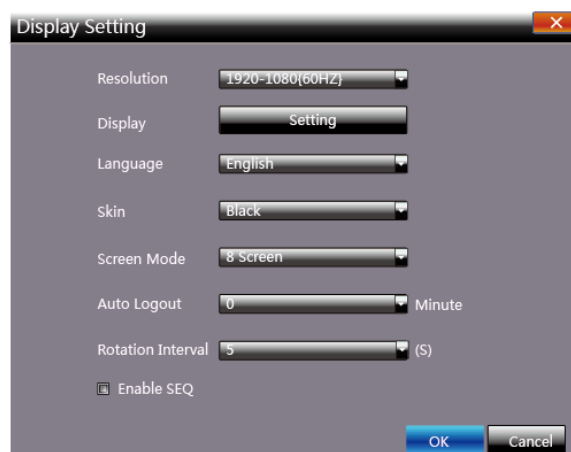 Display Setting
Resolution 1920-1080{60HZ}
Display Setting
Language English
Skin Black
Screen Mode 8 Screen
Auto Logout 0 Minute
Rotation Interval 5 (S)
Enable SEQ
OK Cancel